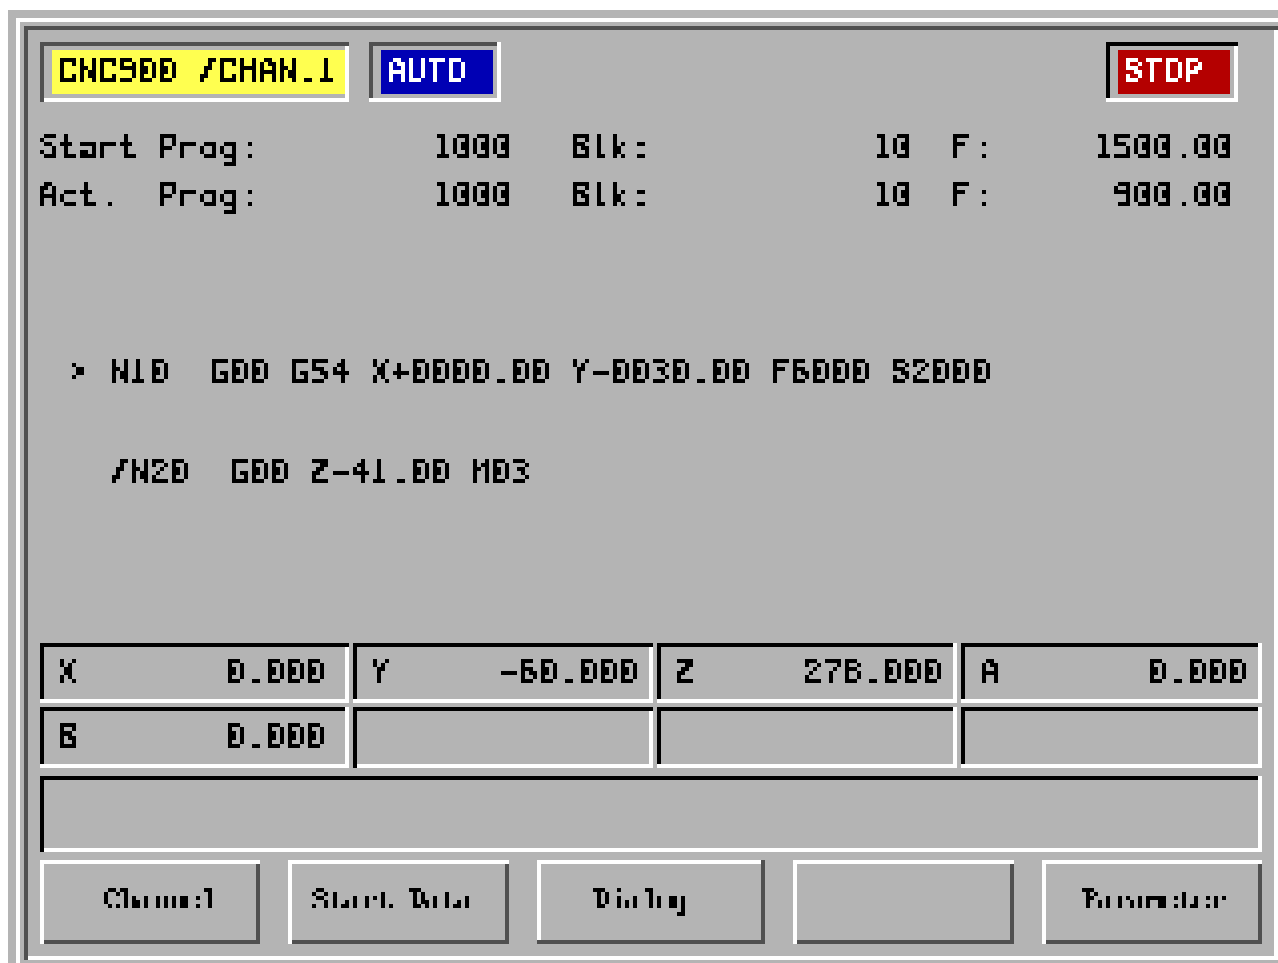 CNC900 /CHAN.1 AUTO STOP
Start Prog: 1000 Blk: 10 F: 1500.00
Act. Prog: 1000 Blk: 10 F: 900.00
> N10 G00 G54 X+0000.00 Y-0030.00 F6000 S2000
/N20 G00 Z-41.00 M03
X 0.000 Y -60.000 Z 278.000 A 0.000
B 0.000
Channel Start. Data Dialog Parameter